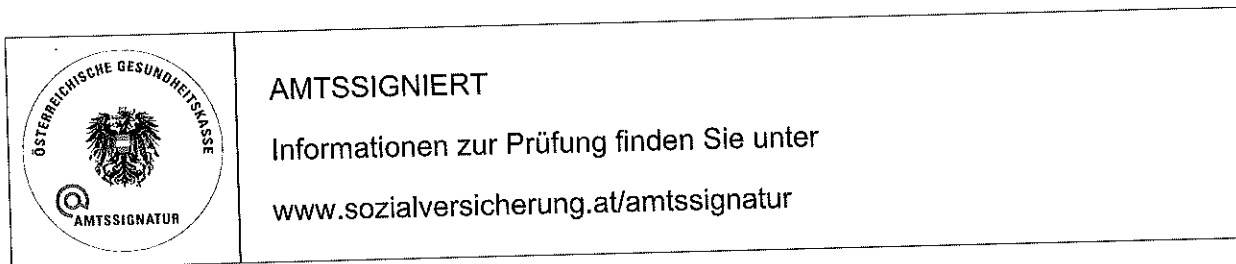 ÖSTERREICHISCHE GESUNDHEITSKASSE
@
AMTSSIGNATUR
AMTSSIGNIERT
Informationen zur Prüfung finden Sie unter
www.sozialversicherung.at/amtssignatur